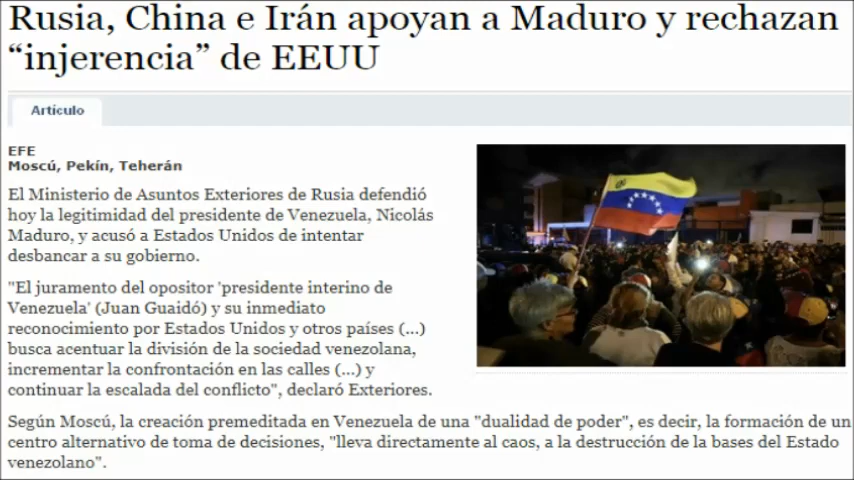 Rusia, China e Irán apoyan a Maduro y rechazan
“injerencia” de EEUU
Artículo
EFE
Moscú, Pekín, Teherán
El Ministerio de Asuntos Exteriores de Rusia defendió
hoy la legitimidad del presidente de Venezuela, Nicolás
Maduro, y acusó a Estados Unidos de intentar
desbancar a su gobierno.
"El juramento del opositor 'presidente interino de
Venezuela' (Juan Guaidó) y su inmediato
reconocimiento por Estados Unidos y otros países (...)
busca acentuar la división de la sociedad venezolana,
incrementar la confrontación en las calles (...) y
continuar la escalada del conflicto", declaró Exteriores.
Según Moscú, la creación premeditada en Venezuela de una "dualidad de poder", es decir, la formación de un
centro alternativo de toma de decisiones, "lleva directamente al caos, a la destrucción de la bases del Estado
venezolano".